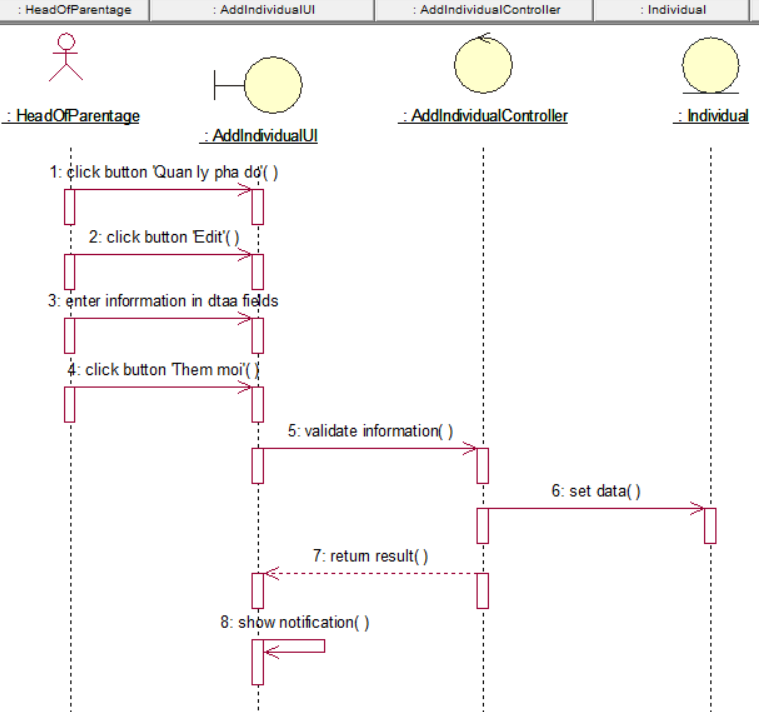 : HeadOfParentage
: AddIndividualUI
: AddIndividualController
: Individual
: HeadOfParentage
: AddIndividualUI
: AddIndividualController
: Individual
1: click button 'Quan ly pha do'( )
2: click button 'Edit'( )
3: enter inforrmation in dtaa fields
4: click button 'Them moi'( )
5: validate information( )
6: set data( )
7: return result( )
8: show notification( )